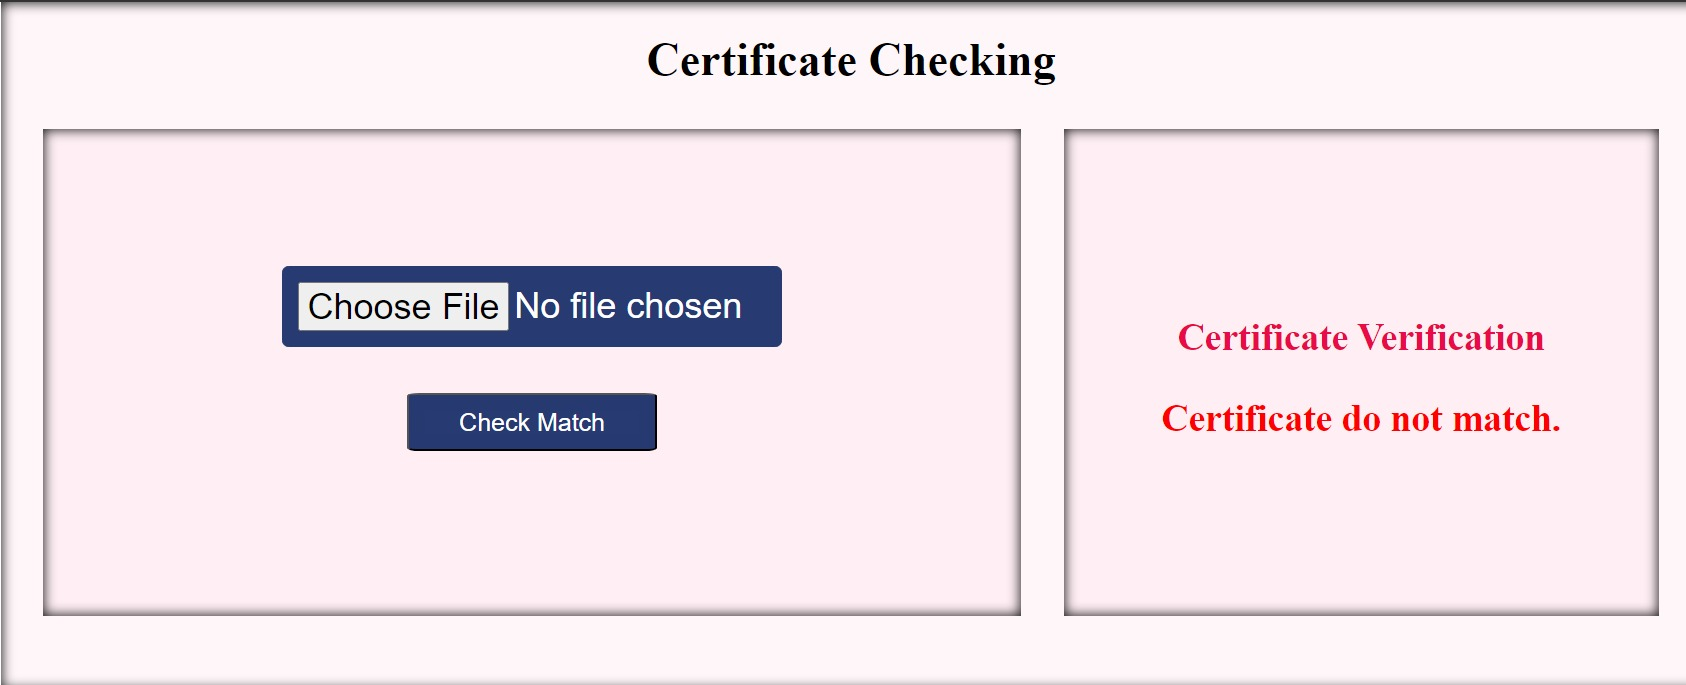 Certificate Checking
Choose File No file chosen
Check Match
Certificate Verification
Certificate do not match.